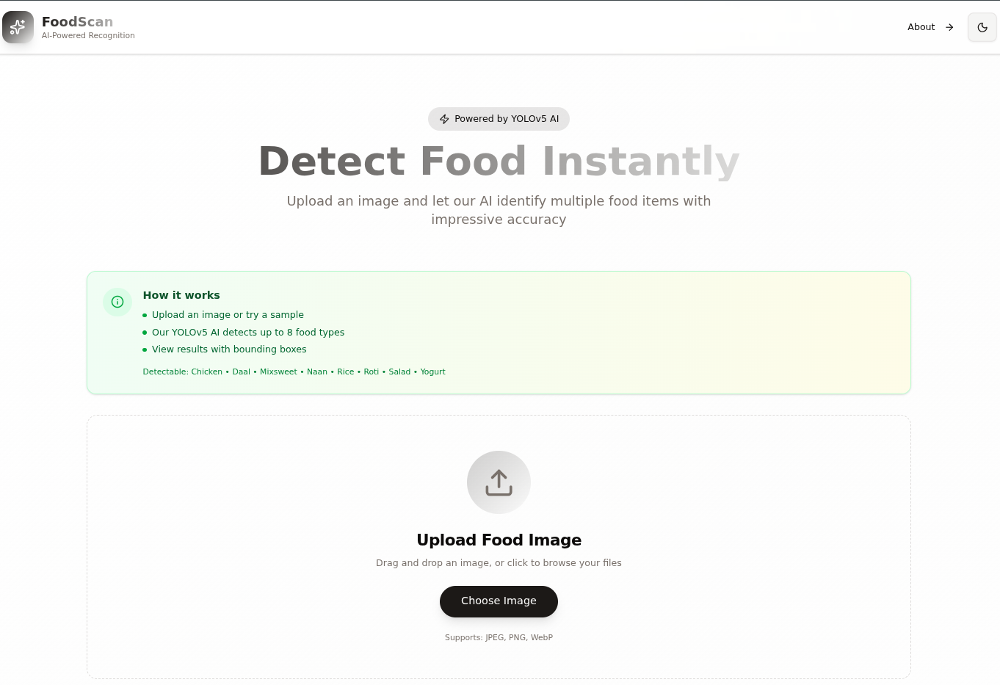 FoodScan
AI-Powered Recognition
About
Powered by YOLOv5 AI
Detect Food Instantly
Upload an image and let our AI identify multiple food items with
impressive accuracy
How it works
Upload an image or try a sample
Our YOLOv5 AI detects up to 8 food types
View results with bounding boxes
Detectable: Chicken • Daal • Mixsweet • Naan • Rice • Roti • Salad • Yogurt
Upload Food Image
Drag and drop an image, or click to browse your files
Choose Image
Supports: JPEG, PNG, WebP